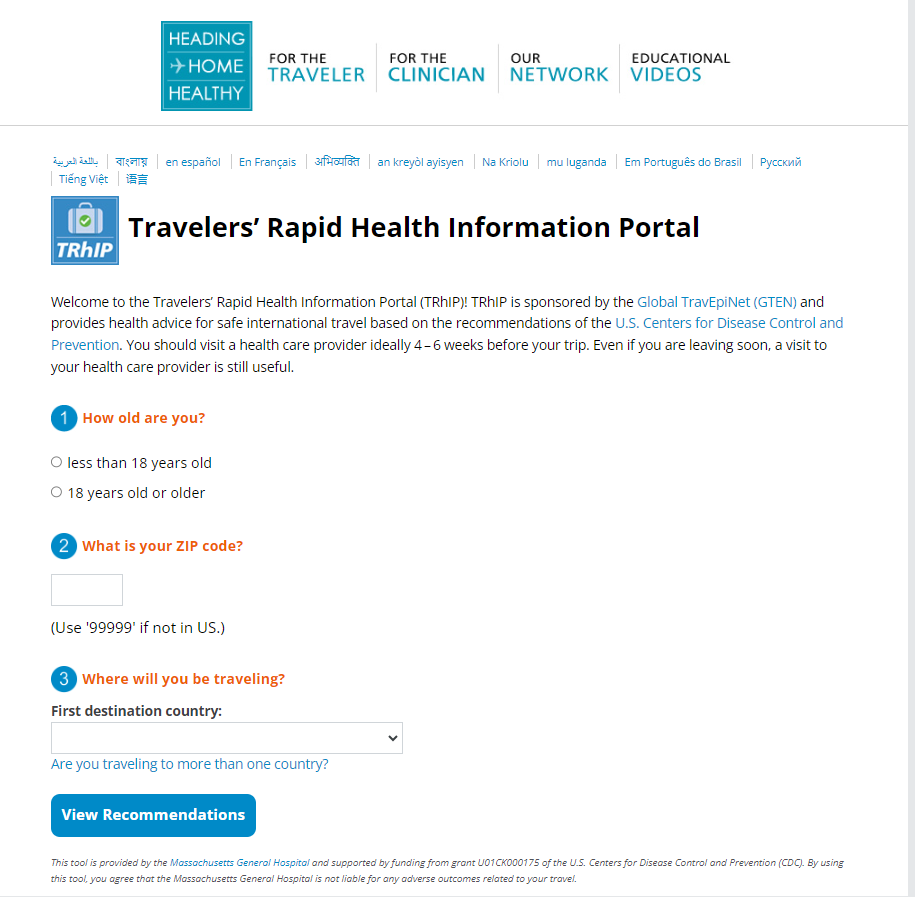 HEADING
HOME
HEALTHY
FOR THE
TRAVELER
FOR THE
CLINICIAN
OUR
NETWORK
EDUCATIONAL
VIDEOS
باللغة العربية
বাংলায়
en español
En Français
अभिव्यक्ति
an kreyòl ayisyen
Na Kriolu
mu luganda
Em Português do Brasil
Русский
Tiếng Việt
语言
TRhIP
Travelers’ Rapid Health Information Portal
Welcome to the Travelers’ Rapid Health Information Portal (TRhIP)! TRhIP is sponsored by the Global TravEpiNet (GTEN) and
provides health advice for safe international travel based on the recommendations of the U.S. Centers for Disease Control and
Prevention. You should visit a health care provider ideally 4 – 6 weeks before your trip. Even if you are leaving soon, a visit to
your health care provider is still useful.
1 How old are you?
less than 18 years old
18 years old or older
2 What is your ZIP code?
(Use '99999' if not in US.)
3 Where will you be traveling?
First destination country:
Are you traveling to more than one country?
View Recommendations
This tool is provided by the Massachusetts General Hospital and supported by funding from grant U01CK000175 of the U.S. Centers for Disease Control and Prevention (CDC). By using
this tool, you agree that the Massachusetts General Hospital is not liable for any adverse outcomes related to your travel.